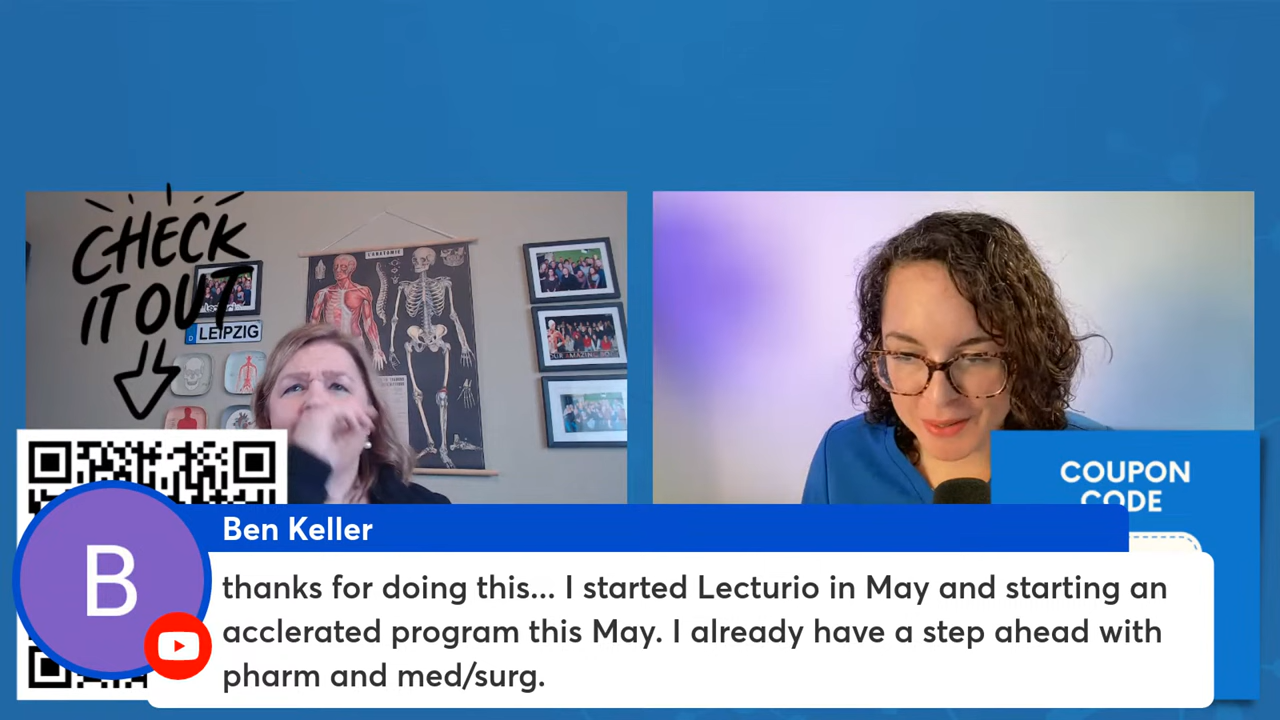 CHECK
IT OUT
L'ANATOMIE
LEIPZIG
COUPON
CODE
Ben Keller
B
thanks for doing this... I started Lecturio in May and starting an
acclerated program this May. I already have a step ahead with
pharm and med/surg.